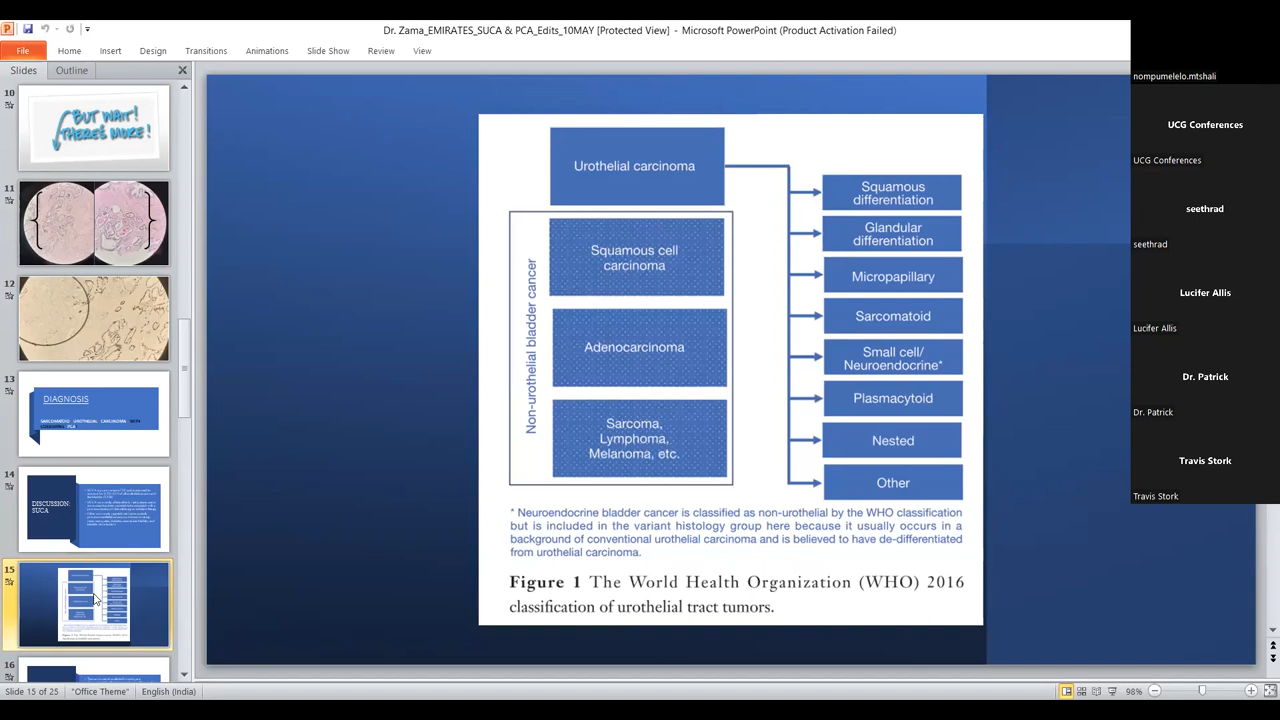 Dr. Zama_EMIRATES_SUCA & PCA_Edits_10MAY [Protected View] - Microsoft PowerPoint (Product Activation Failed)
File Home Insert Design Transitions Animations Slide Show Review View
Slides Outline
10
BUT WAIT!
THERE'S MORE!
11
12
13
DIAGNOSIS
14
DISCUSSION:
SUCA
15
16
Urothelial carcinoma
Non-urothelial bladder cancer
Squamous cell
carcinoma
Adenocarcinoma
Sarcoma,
Lymphoma,
Melanoma, etc.
Squamous
differentiation
Glandular
differentiation
Micropapillary
Sarcomatoid
Small cell/
Neuroendocrine*
Plasmacytoid
Nested
Other
* Neuroendocrine bladder cancer is classified as non-urothelial by the WHO classification
but is included in the variant histology group here because it usually occurs in a
background of conventional urothelial carcinoma and is believed to have de-differentiated
from urothelial carcinoma.
Figure 1 The World Health Organization (WHO) 2016
classification of urothelial tract tumors.
nompumelelo.mtshali
UCG Conferences
UCG Conferences
seethrad
seethrad
Lucifer Allis
Lucifer Allis
Dr. Patrick
Dr. Patrick
Travis Stork
Travis Stork
Slide 15 of 25 "Office Theme" English (India) 98%